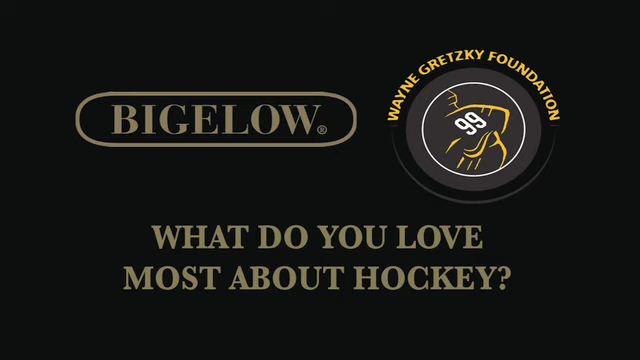 BIGELOW®
WAYNE GRETZKY FOUNDATION
99
WHAT DO YOU LOVE
MOST ABOUT HOCKEY?